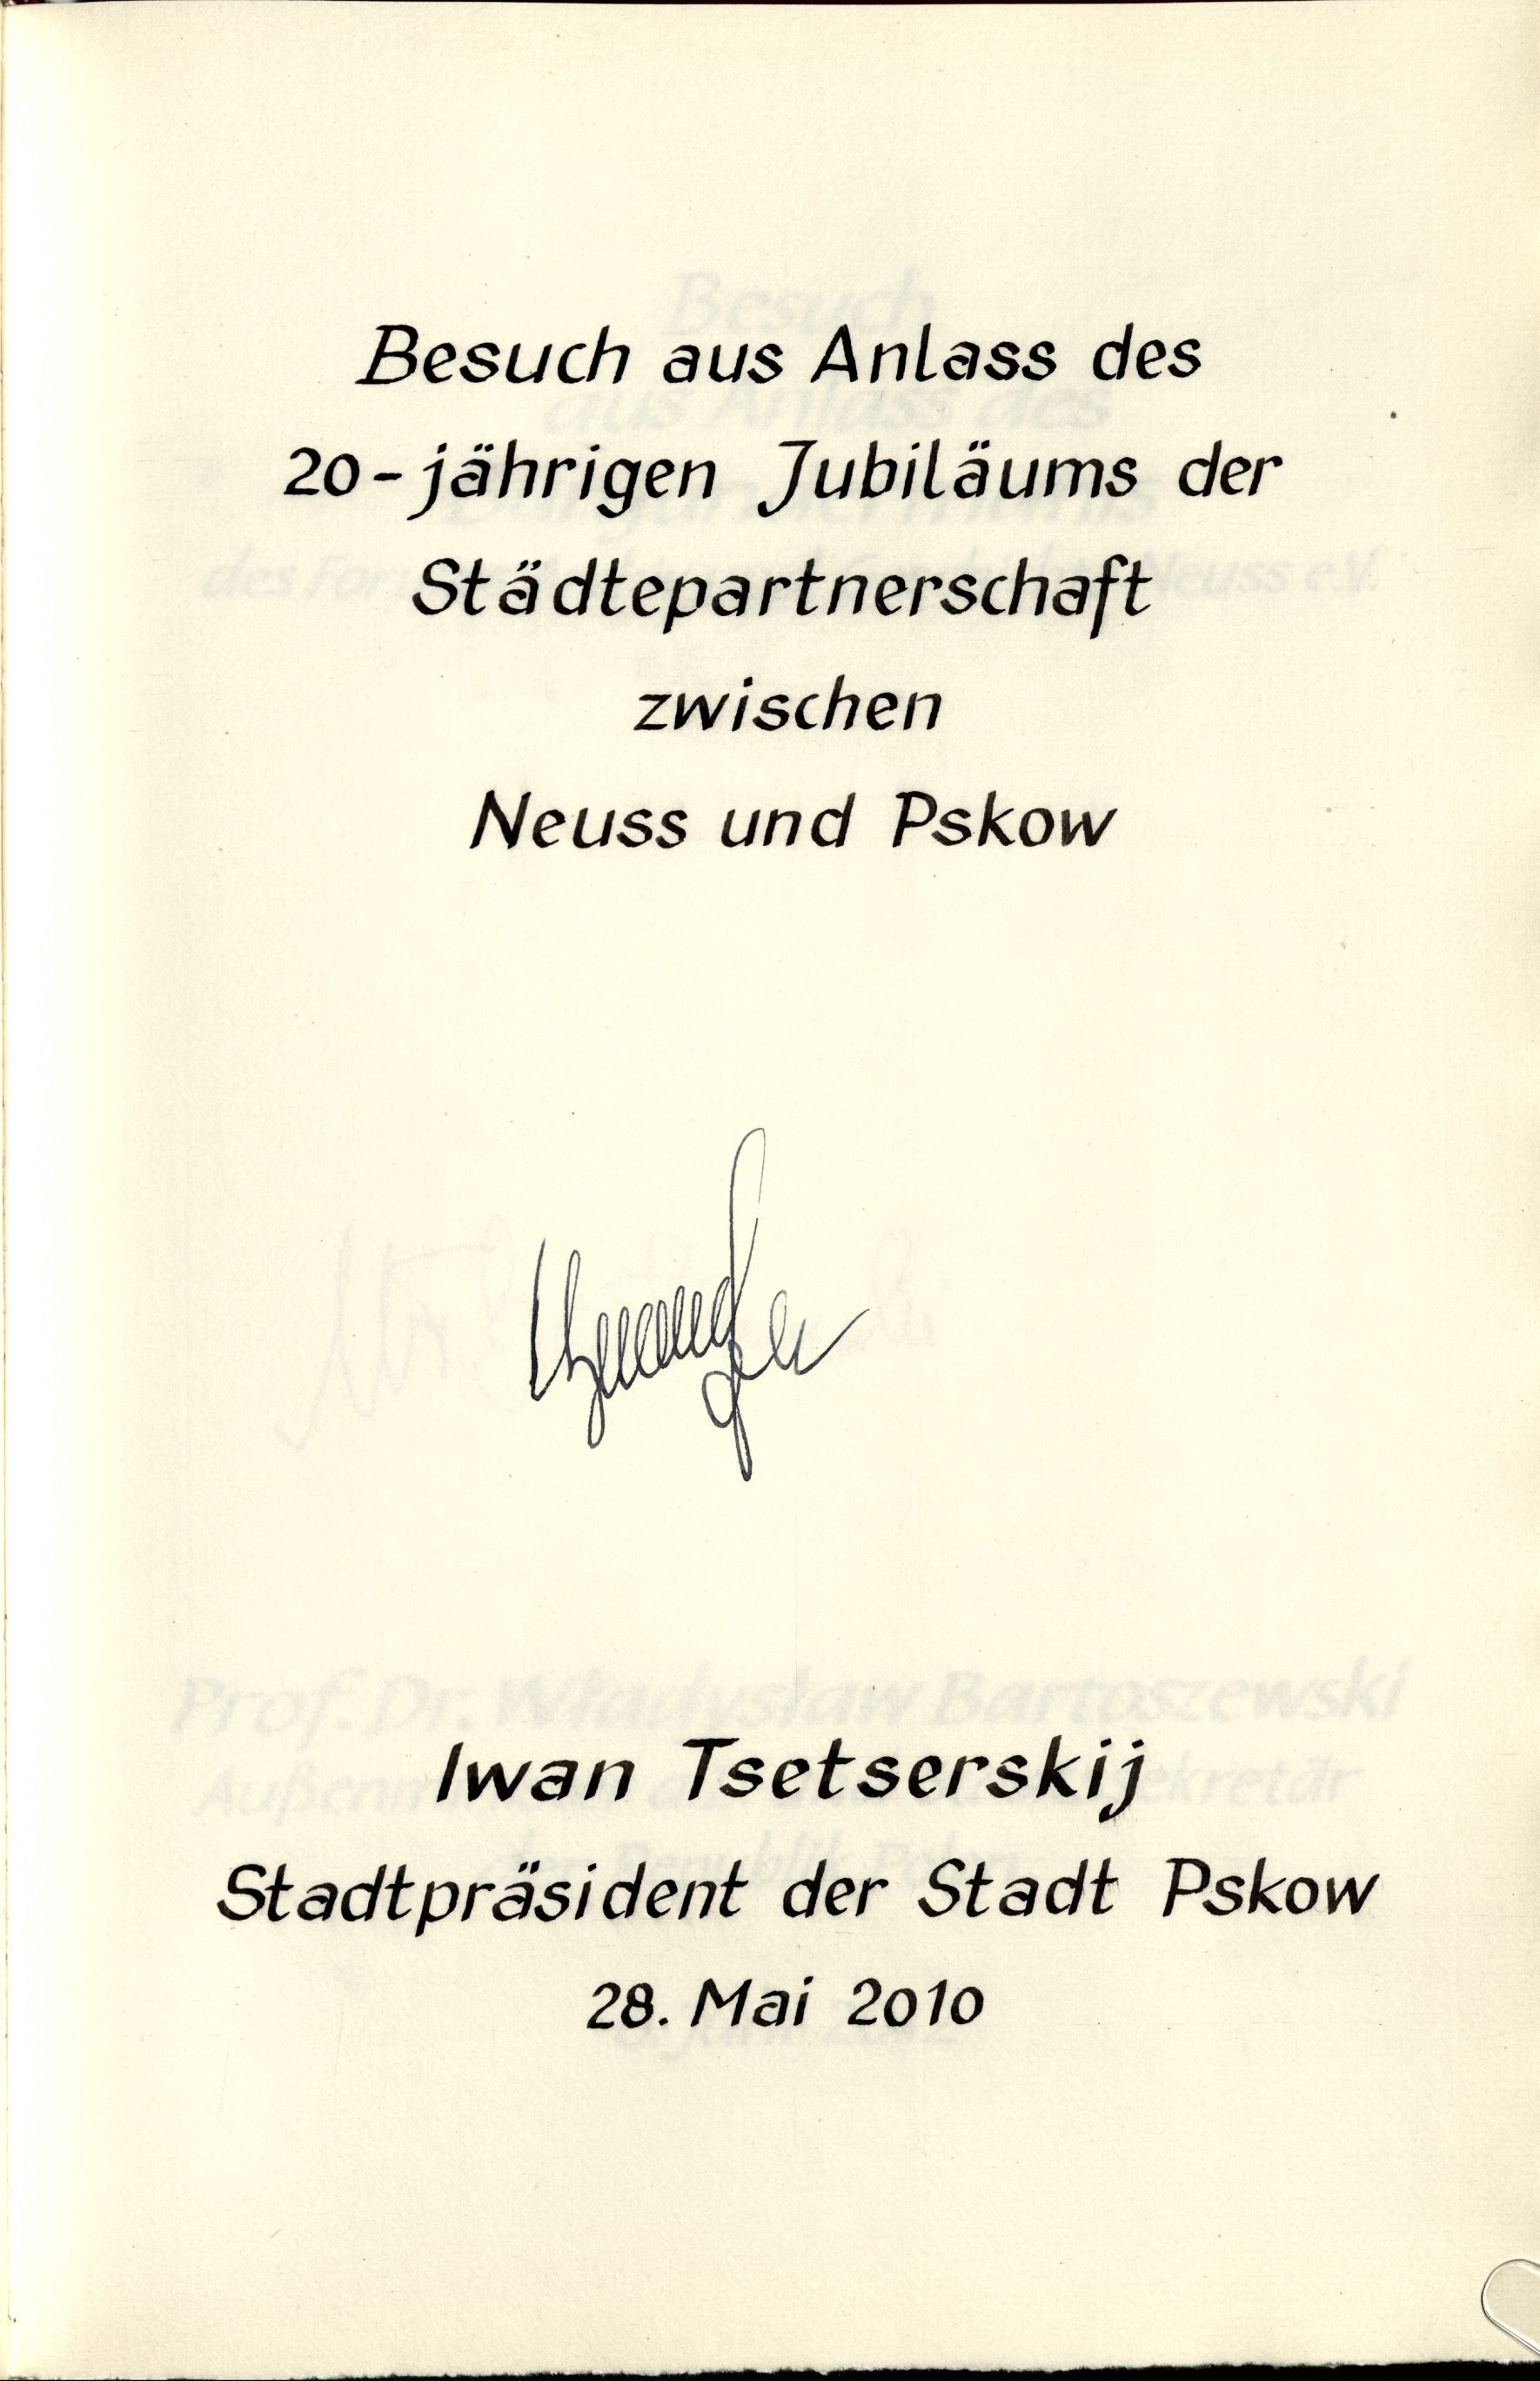 Besuch aus Anlass des
20-jährigen Jubiläums der
Städtepartnerschaft
zwischen
Neuss und Pskow
Iwan Tsetserskij
Stadtpräsident der Stadt Pskow
28. Mai 2010